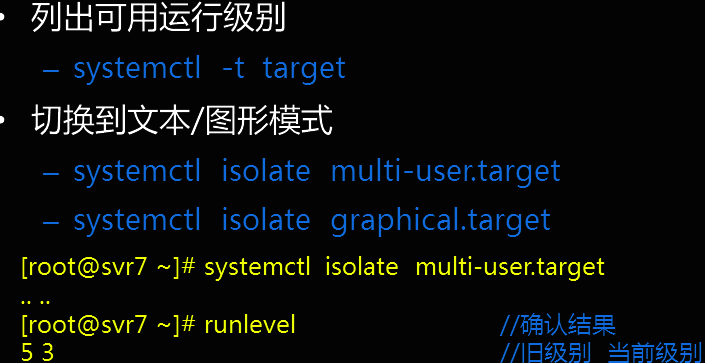 • 列出可用运行级别
– systemctl -t target
• 切换到文本/图形模式
– systemctl isolate multi-user.target
– systemctl isolate graphical.target
[root@svr7 ~]# systemctl isolate multi-user.target
.. ..
[root@svr7 ~]# runlevel //确认结果
5 3 //旧级别 当前级别